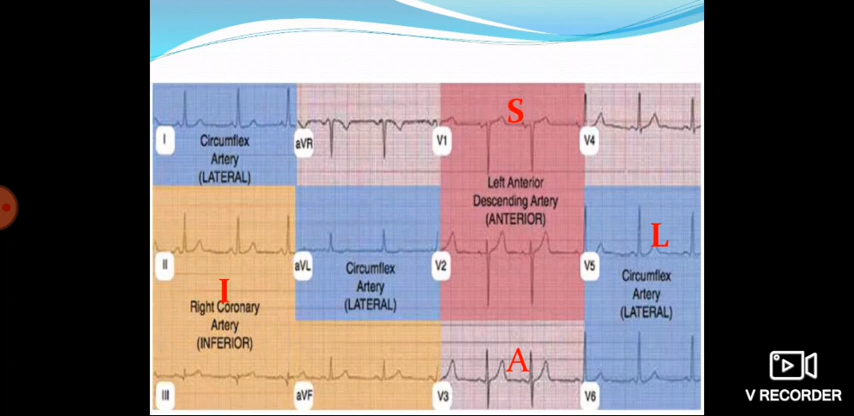 I
Circumflex
Artery
(LATERAL)
aVR
V1
S
Left Anterior
Descending Artery
(ANTERIOR)
V4
II
I
Right Coronary
Artery
(INFERIOR)
aVL
Circumflex
Artery
(LATERAL)
V2
V5
L
Circumflex
Artery
(LATERAL)
III
aVF
V3
A
V6
V RECORDER